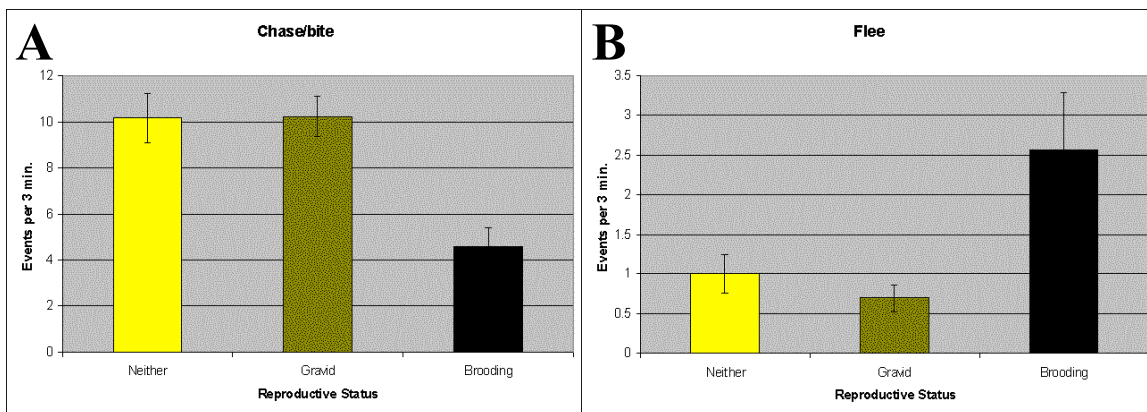 A
Chase/bite
12
10
8
6
4
2
0
Events per 3 min.
Neither Gravid Brooding
Reproductive Status
B
Flee
3.5
3
2.5
2
1.5
1
0.5
0
Events per 3 min.
Neither Gravid Brooding
Reproductive Status